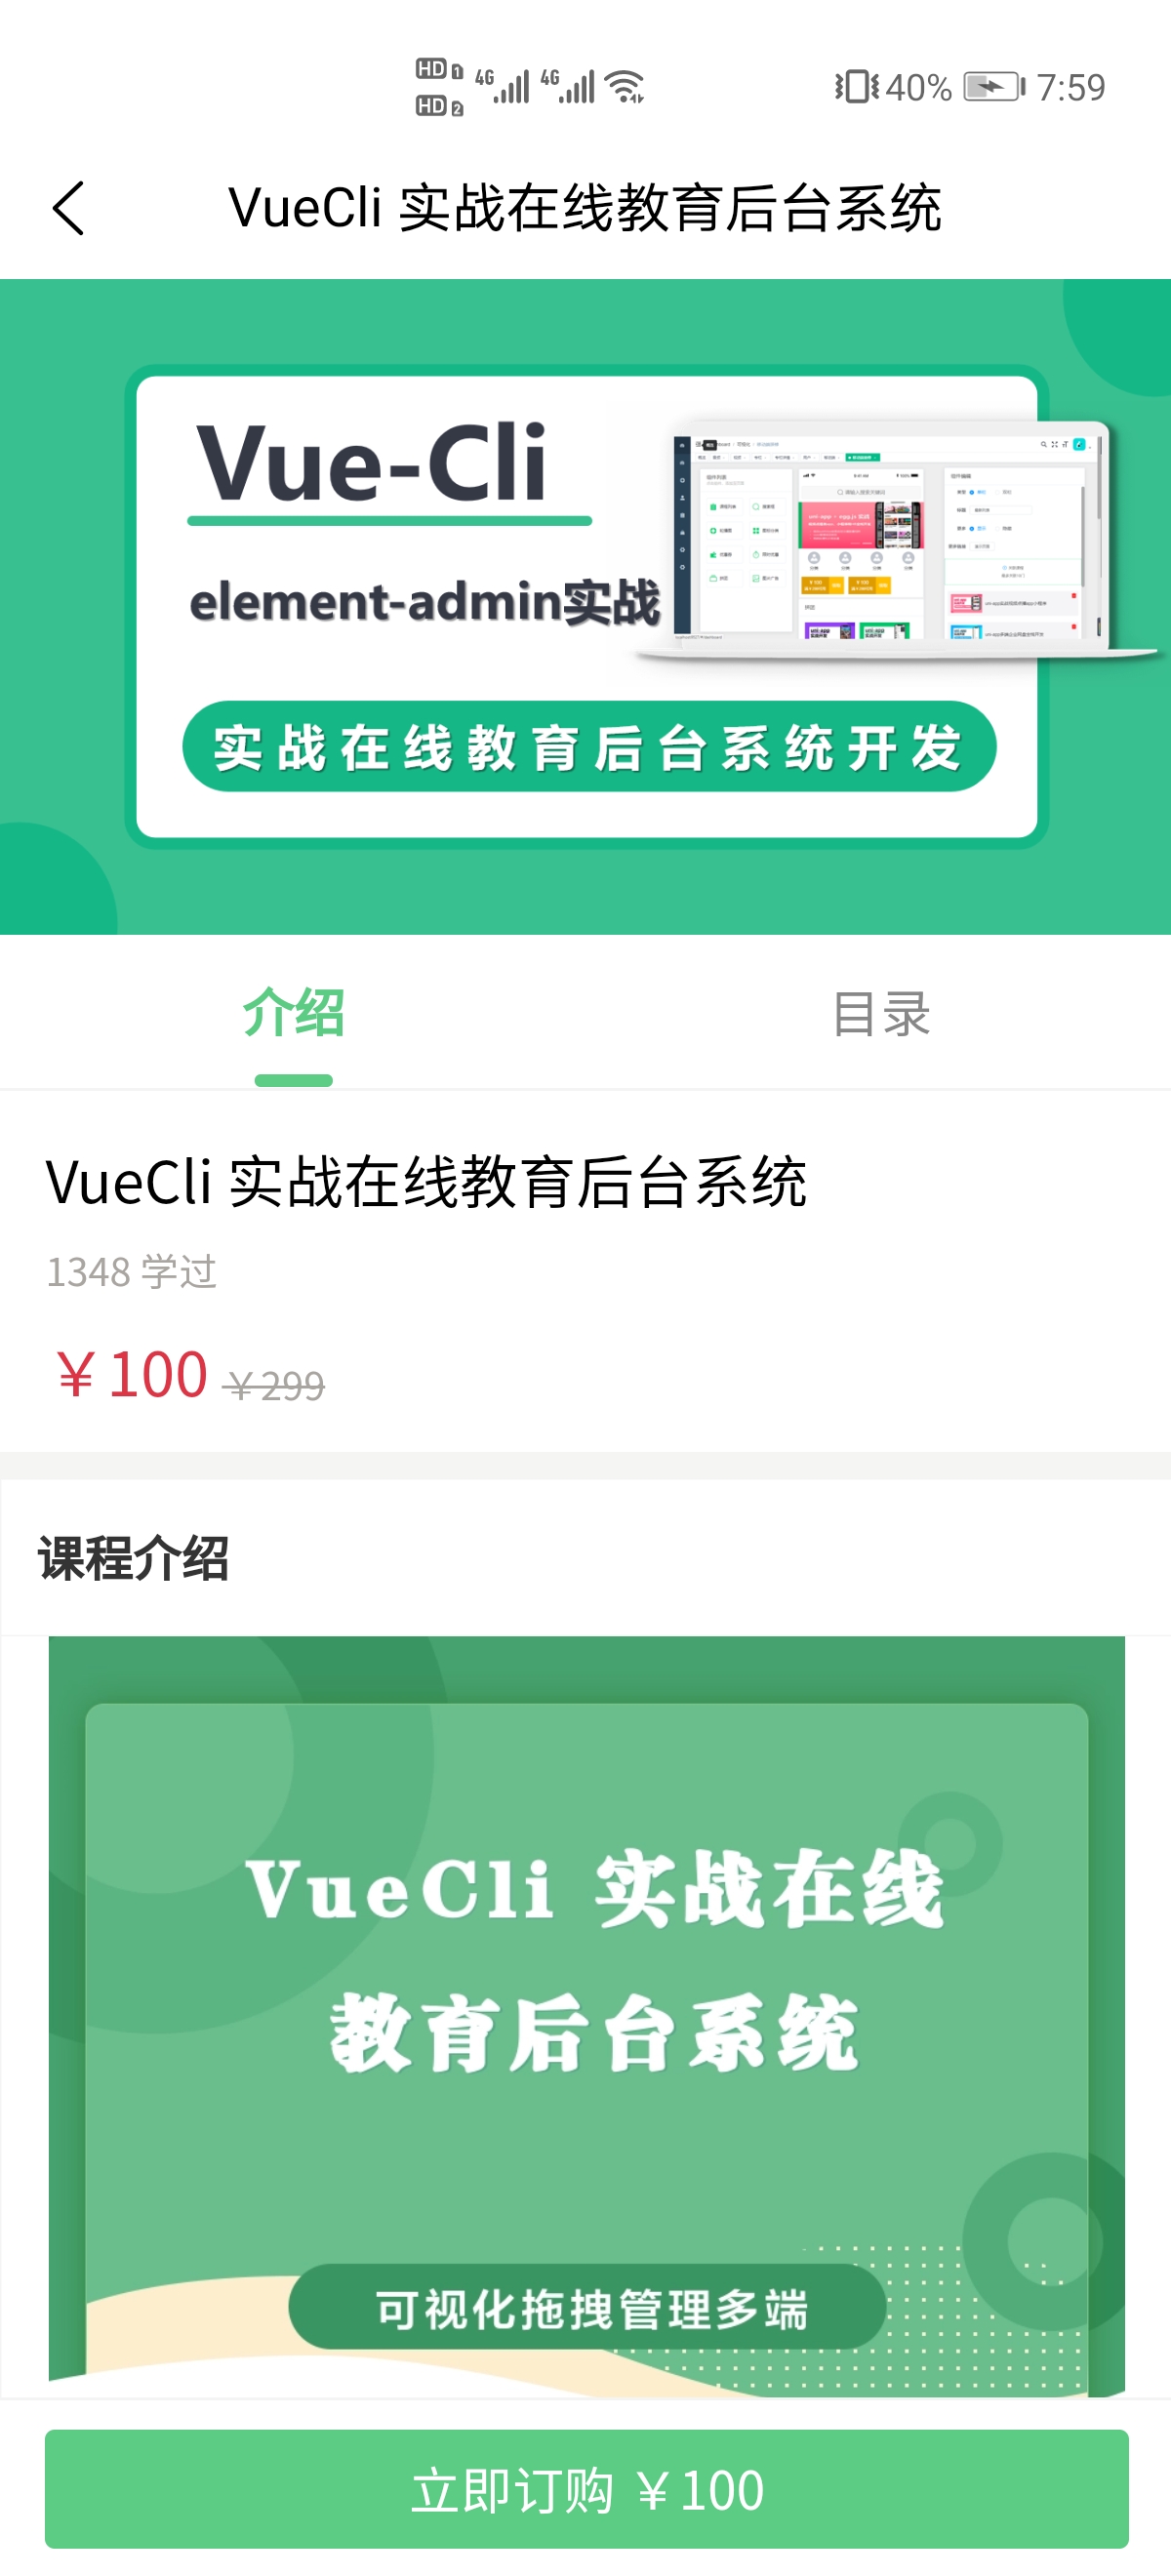 HD 1 4G 4G 40% 7:59
HD 2
VueCli 实战在线教育后台系统
Vue-Cli
element-admin实战
实战在线教育后台系统开发
介绍 目录
VueCli 实战在线教育后台系统
1348 学过
￥100 ￥299
课程介绍
VueCli 实战在线
教育后台系统
可视化拖拽管理多端
立即订购 ￥100